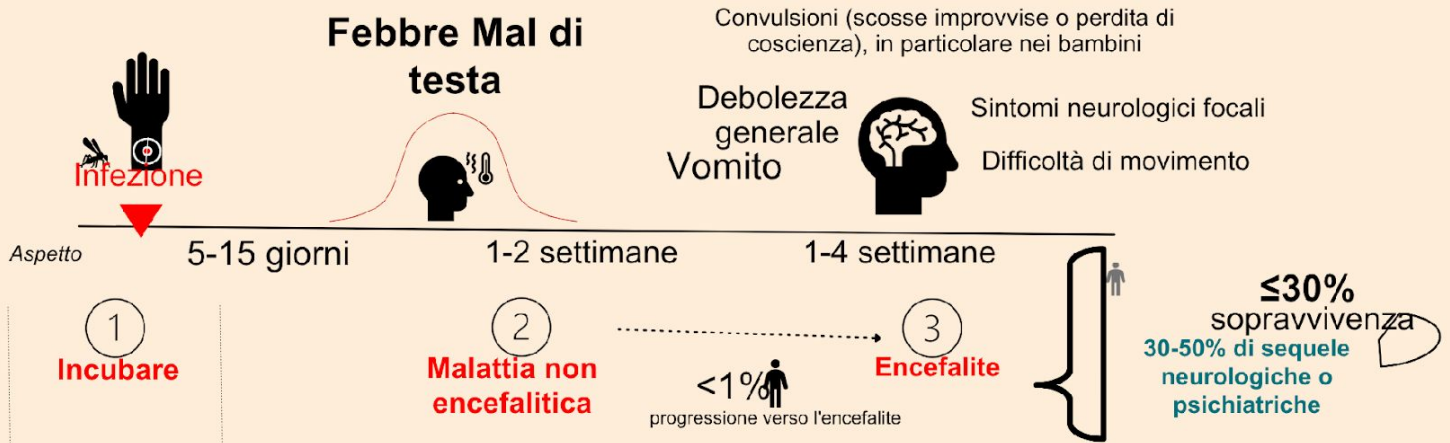 Febbre Mal di
testa
Convulsioni (scosse improvvise o perdita di
coscienza), in particolare nei bambini
Debolezza
generale
Vomito
Sintomi neurologici focali
Difficoltà di movimento
Infezione
Aspetto
5-15 giorni
1-2 settimane
1-4 settimane
1
Incubare
2
Malattia non
encefalitica
<1%
progressione verso l'encefalite
3
Encefalite
≤30%
sopravvivenza
30-50% di sequele
neurologiche o
psichiatriche